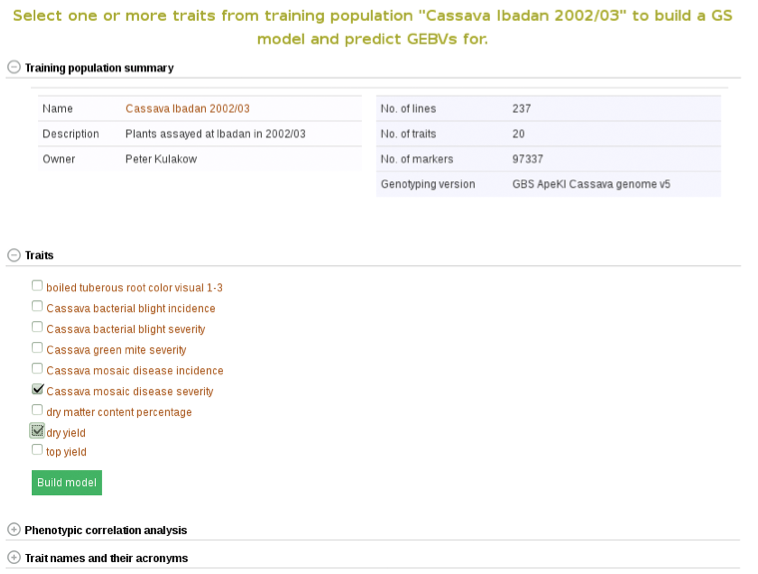 Select one or more traits from training population "Cassava Ibadan 2002/03" to build a GS
model and predict GEBVs for.
Training population summary
Name Cassava Ibadan 2002/03
Description Plants assayed at Ibadan in 2002/03
Owner Peter Kulakow
No. of lines 237
No. of traits 20
No. of markers 97337
Genotyping version GBS ApeKI Cassava genome v5
Traits
boiled tuberous root color visual 1-3
Cassava bacterial blight incidence
Cassava bacterial blight severity
Cassava green mite severity
Cassava mosaic disease incidence
Cassava mosaic disease severity
dry matter content percentage
dry yield
top yield
Build model
Phenotypic correlation analysis
Trait names and their acronyms